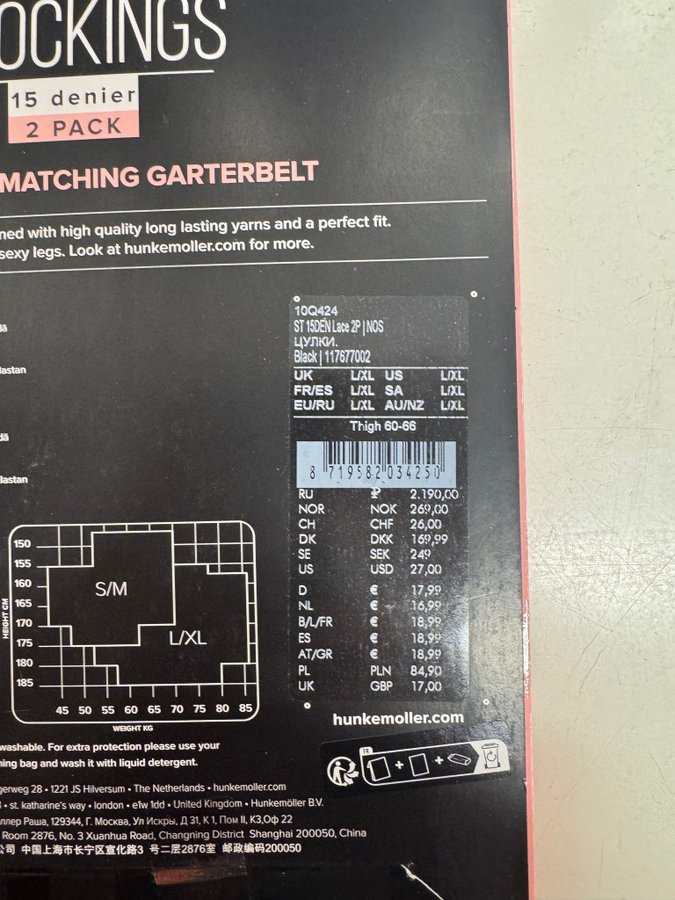 OCKINGS
15 denier
2 PACK
MATCHING GARTERBELT
ned with high quality long lasting yarns and a perfect fit.
sexy legs. Look at hunkemoller.com for more.
dă
lastan
dă
lastan
10Q424
ST 15DEN Lace 2P | NOS
ЦУЛКИ.
Black | 117677002
UK L/XL US L/XL
FR/ES L/XL SA L/XL
EU/RU L/XL AU/NZ L/XL
Thigh 60-66
8 719582 034250
RU ₽ 2.190,00
NOR NOK 269,00
CH CHF 26,00
DK DKK 169,99
SE SEK 249
US USD 27,00
D € 17,99
NL € 16,99
B/L/FR € 18,99
ES € 18,99
AT/GR € 18,99
PL PLN 84,90
UK GBP 17,00
hunkemoller.com
FR
HEIGHT CM
150
155
160
165
170
175
180
185
S/M
L/XL
45 50 55 60 65 70 75 80 85
WEIGHT KG
washable. For extra protection please use your
ning bag and wash it with liquid detergent.
gerweg 28 • 1221 JS Hilversum • The Netherlands • hunkemoller.com
• st. katharine's way • london • e1w 1dd • United Kingdom • Hunkemöller B.V.
ллер Раша, 129344, Г. Москва, Ул Искры, Д 31, К 1, Пом II, К3,Оф 22
Room 2876, No. 3 Xuanhua Road, Changning District Shanghai 200050, China
公司 中国上海市长宁区宣化路3 号二层2876室 邮政编码200050